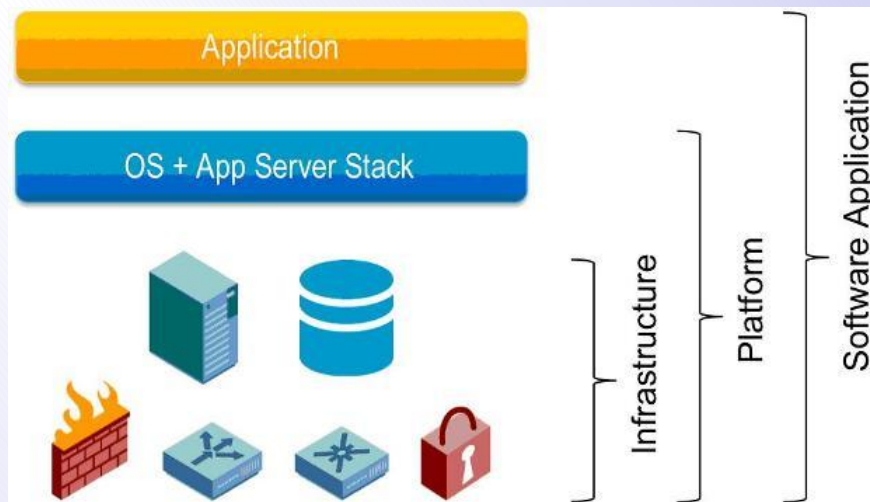 Application
OS + App Server Stack
Infrastructure
Platform
Software Application